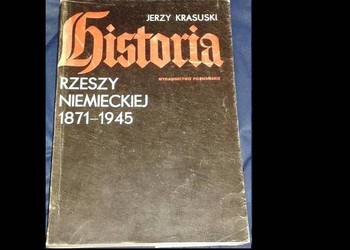 JERZY KRASUSKI
Historia
WYDAWNICTWO POZNAŃSKIE
RZESZY
NIEMIECKIEJ
1871-1945